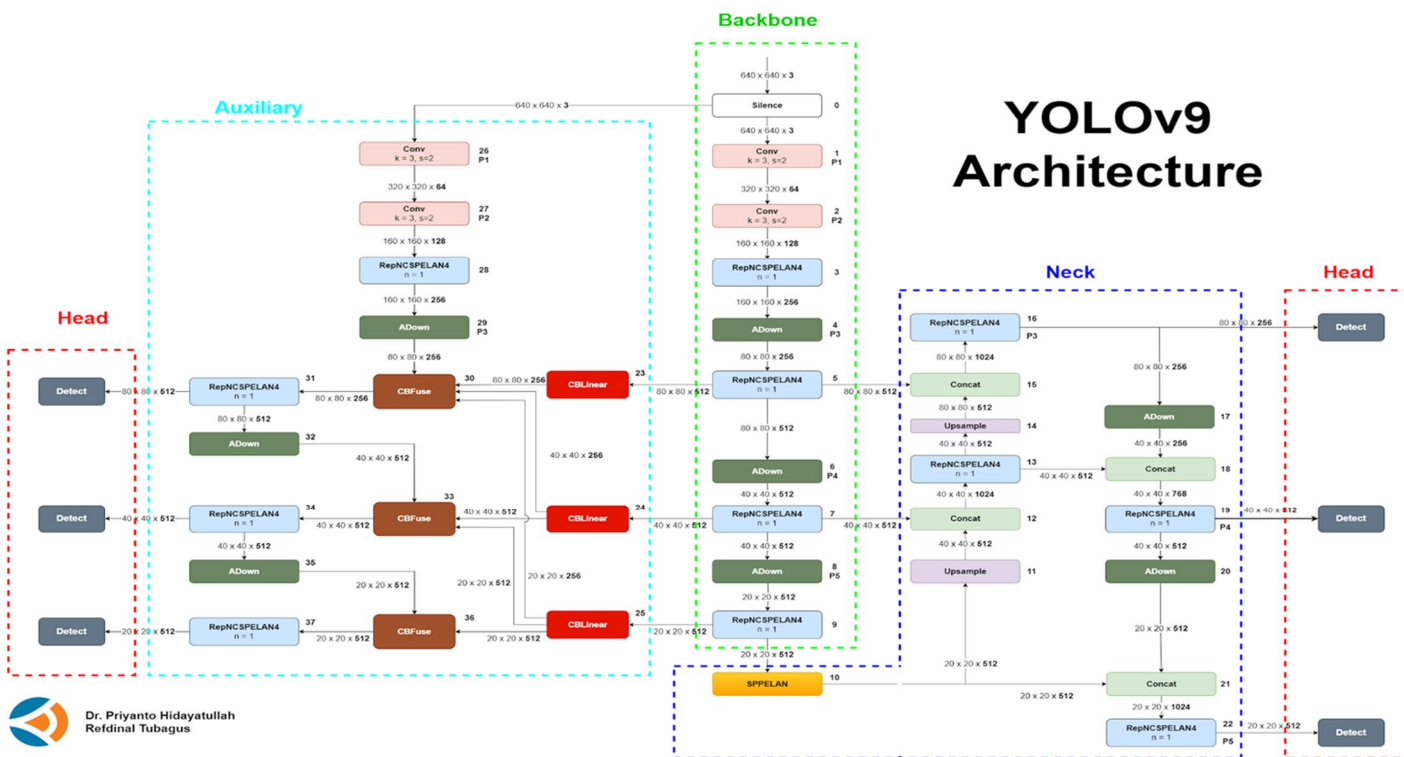 YOLOv9
Architecture
Backbone
640 x 640 x 3
Silence
0
640 x 640 x 3
Conv
k = 3, s=2
1
P1
320 x 320 x 64
Conv
k = 3, s=2
2
P2
160 x 160 x 128
RepNCSPELAN4
n = 1
3
160 x 160 x 256
ADown
4
P3
80 x 80 x 256
RepNCSPELAN4
n = 1
5
80 x 80 x 512
80 x 80 x 512
80 x 80 x 512
ADown
6
P4
40 x 40 x 512
RepNCSPELAN4
n = 1
7
40 x 40 x 512
40 x 40 x 512
40 x 40 x 512
ADown
8
P5
20 x 20 x 512
RepNCSPELAN4
n = 1
9
20 x 20 x 512
20 x 20 x 512
Auxiliary
640 x 640 x 3
Conv
k = 3, s=2
26
P1
320 x 320 x 64
Conv
k = 3, s=2
27
P2
160 x 160 x 128
RepNCSPELAN4
n = 1
28
160 x 160 x 256
ADown
29
P3
80 x 80 x 256
CBLinear
23
80 x 80 x 256
CBFuse
30
80 x 80 x 256
RepNCSPELAN4
n = 1
31
80 x 80 x 512
80 x 80 x 512
ADown
32
40 x 40 x 512
40 x 40 x 256
CBLinear
24
40 x 40 x 512
CBFuse
33
40 x 40 x 512
RepNCSPELAN4
n = 1
34
40 x 40 x 512
40 x 40 x 512
ADown
35
20 x 20 x 512
20 x 20 x 512
20 x 20 x 256
CBLinear
25
20 x 20 x 512
CBFuse
36
20 x 20 x 512
RepNCSPELAN4
n = 1
37
20 x 20 x 512
Head
Detect
Detect
Detect
Neck
SPPELAN
10
20 x 20 x 512
20 x 20 x 512
Upsample
11
40 x 40 x 512
Concat
12
40 x 40 x 1024
RepNCSPELAN4
n = 1
13
40 x 40 x 512
40 x 40 x 512
Upsample
14
80 x 80 x 512
Concat
15
80 x 80 x 1024
RepNCSPELAN4
n = 1
16
P3
80 x 80 x 256
80 x 80 x 256
ADown
17
40 x 40 x 256
Concat
18
40 x 40 x 768
RepNCSPELAN4
n = 1
19
P4
40 x 40 x 512
40 x 40 x 512
ADown
20
20 x 20 x 512
Concat
21
20 x 20 x 1024
RepNCSPELAN4
n = 1
22
P5
20 x 20 x 512
Head
Detect
Detect
Detect
Dr. Priyanto Hidayatullah
Refdinal Tubagus